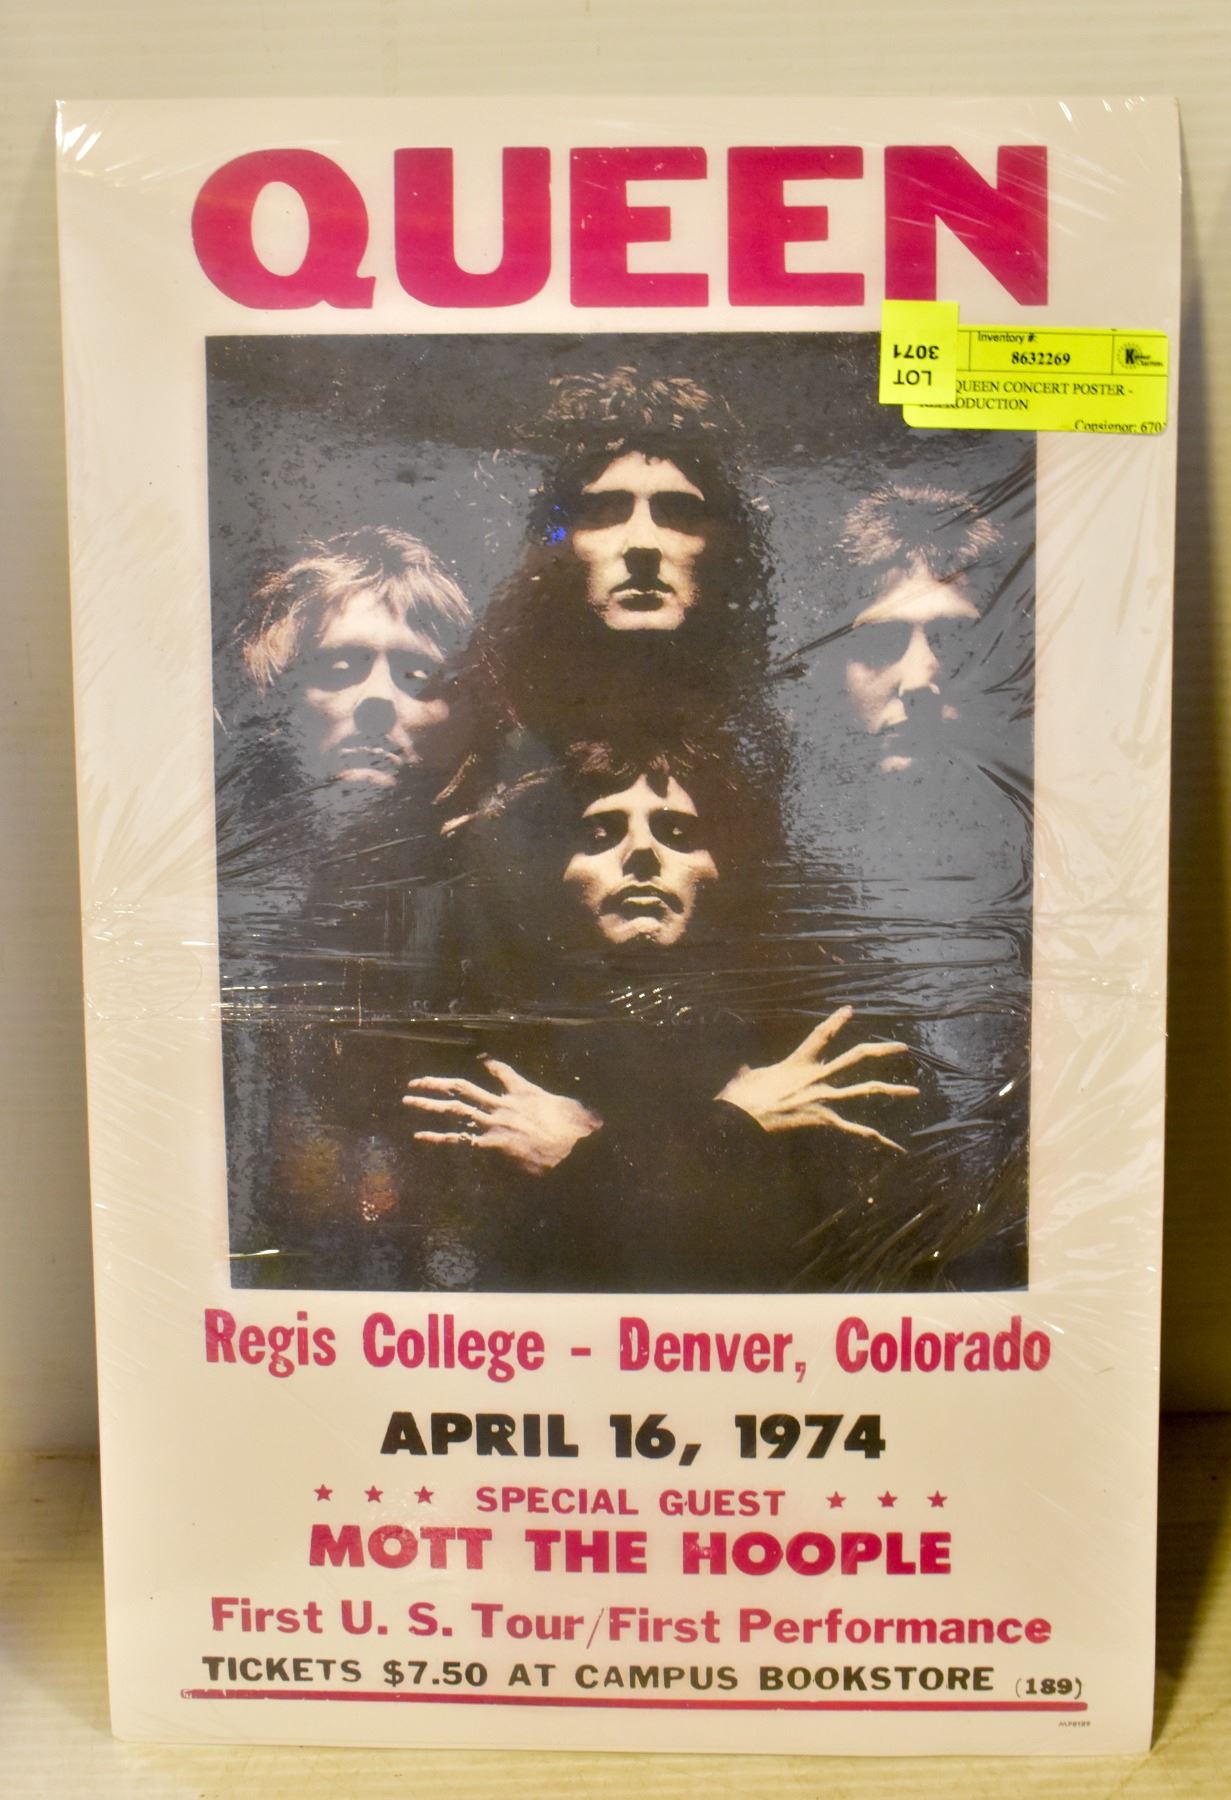 QUEEN
LOT
3071
Inventory #:
8632269
QUEEN CONCERT POSTER -
Consignor: 670
Regis College - Denver, Colorado
APRIL 16, 1974
★ ★ ★ SPECIAL GUEST ★ ★ ★
MOTT THE HOOPLE
First U. S. Tour/First Performance
TICKETS $7.50 AT CAMPUS BOOKSTORE (189)